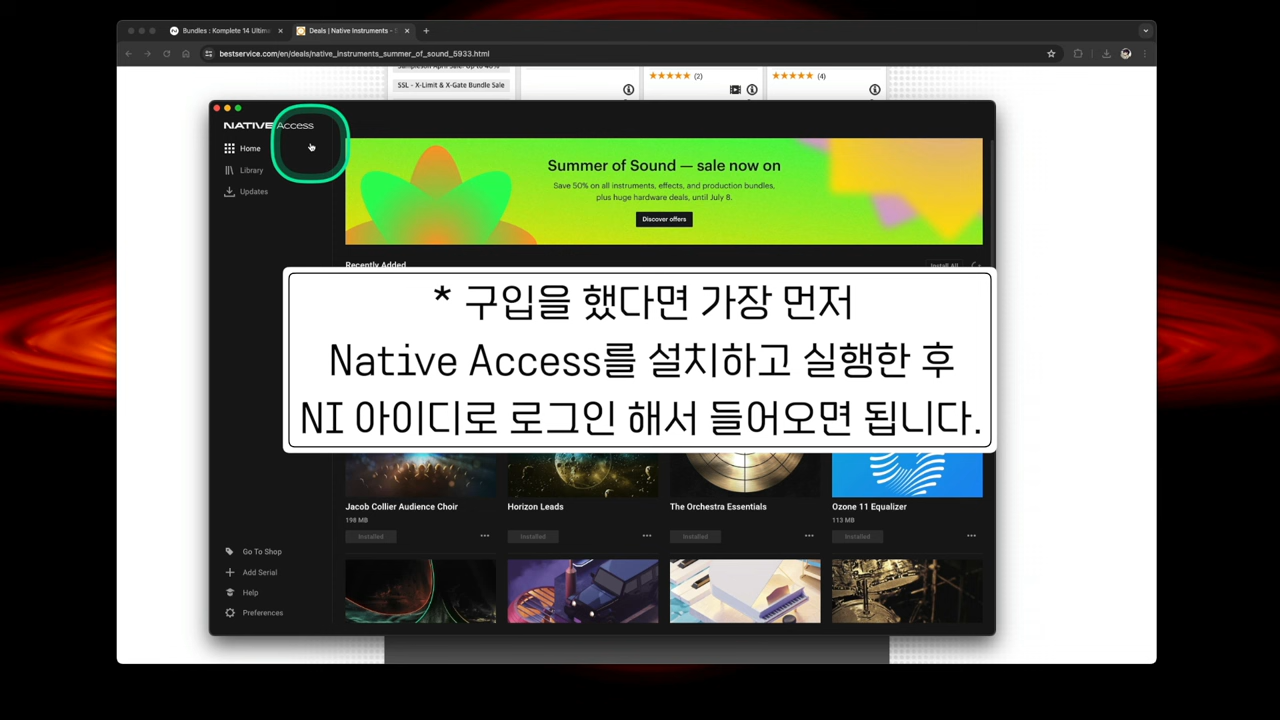 Bundles : Komplete 14 Ultim
Deals | Native Instruments - S
bestservice.com/en/deals/native_instruments_summer_of_sound_5933.html
(2)
(4)
SSL - X-Limit & X-Gate Bundle Sale
NATIVE Access
Home
Library
Updates
Summer of Sound — sale now on
Save 50% on all instruments, effects, and production bundles,
plus huge hardware deals, until July 8.
Discover offers
Recently Added
Install All
* 구입을 했다면 가장 먼저
Native Access를 설치하고 실행한 후
NI 아이디로 로그인 해서 들어오면 됩니다.
Jacob Collier Audience Choir
Horizon Leads
The Orchestra Essentials
Ozone 11 Equalizer
198 MB
113 MB
Installed
Installed
Installed
Installed
Go To Shop
Add Serial
Help
Preferences